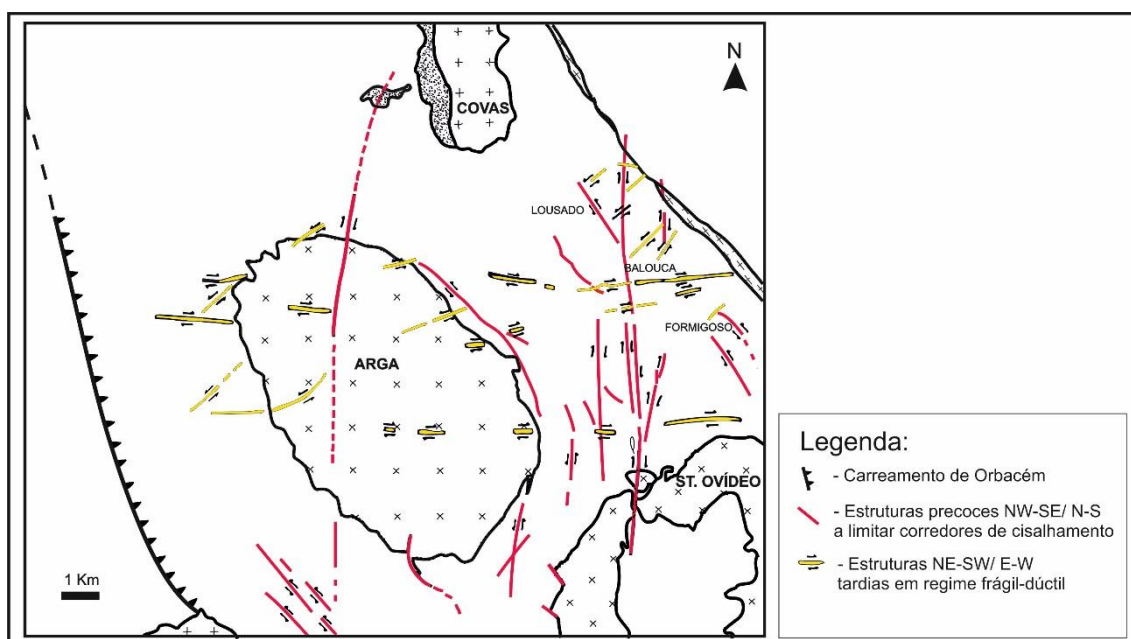 N
COVAS
LOUSADO
BALOUCA
FORMIGOSO
ARGA
ST. OVÍDEO
1 Km
Legenda:
- Carreamento de Orbacém
- Estruturas precoces NW-SE/ N-S
a limitar corredores de cisalhamento
- Estruturas NE-SW/ E-W
tardias em regime frágil-dúctil